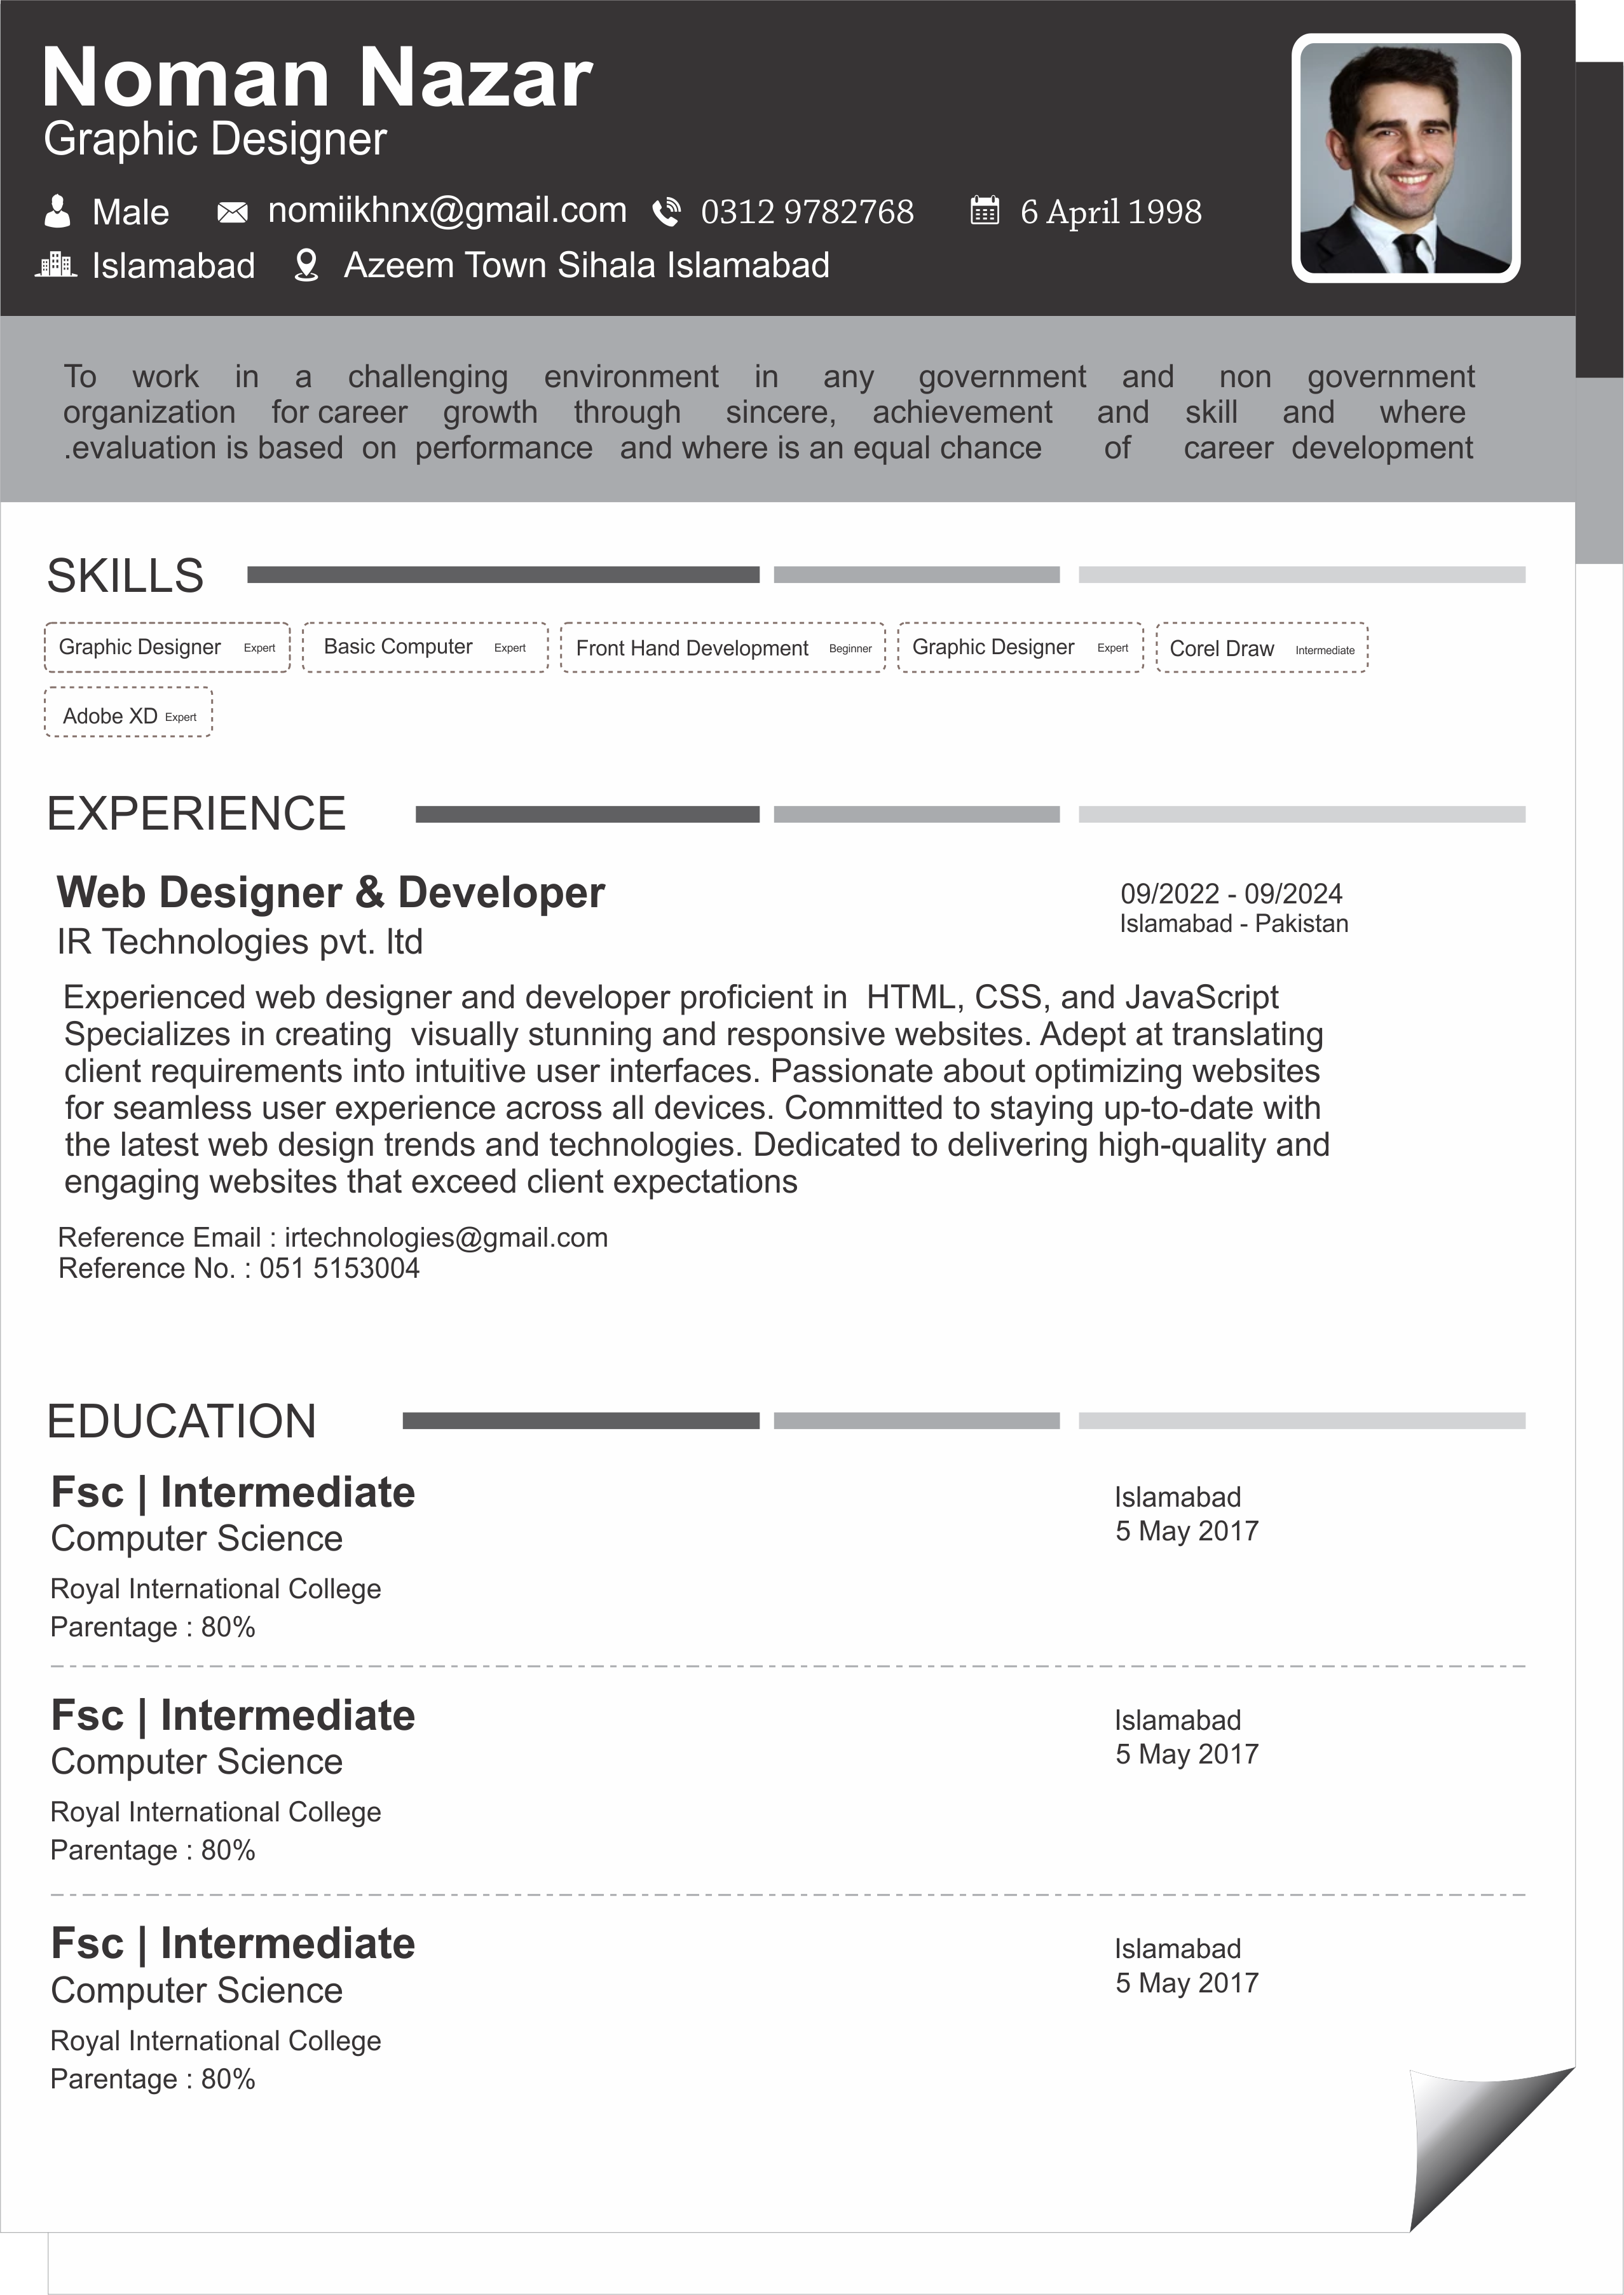 Noman Nazar
Graphic Designer
Male nomiikhnx@gmail.com 0312 9782768 6 April 1998
Islamabad Azeem Town Sihala Islamabad
To work in a challenging environment in any government and non government
organization for career growth through sincere, achievement and skill and where
.evaluation is based on performance and where is an equal chance of career development
SKILLS
Graphic Designer Expert Basic Computer Expert Front Hand Development Beginner Graphic Designer Expert Corel Draw Intermediate
Adobe XD Expert
EXPERIENCE
Web Designer & Developer
09/2022 - 09/2024
IR Technologies pvt. ltd
Islamabad - Pakistan
Experienced web designer and developer proficient in HTML, CSS, and JavaScript
Specializes in creating visually stunning and responsive websites. Adept at translating
client requirements into intuitive user interfaces. Passionate about optimizing websites
for seamless user experience across all devices. Committed to staying up-to-date with
the latest web design trends and technologies. Dedicated to delivering high-quality and
engaging websites that exceed client expectations
Reference Email : irtechnologies@gmail.com
Reference No. : 051 5153004
EDUCATION
Fsc | Intermediate
Islamabad
Computer Science
5 May 2017
Royal International College
Parentage : 80%
Fsc | Intermediate
Islamabad
Computer Science
5 May 2017
Royal International College
Parentage : 80%
Fsc | Intermediate
Islamabad
Computer Science
5 May 2017
Royal International College
Parentage : 80%